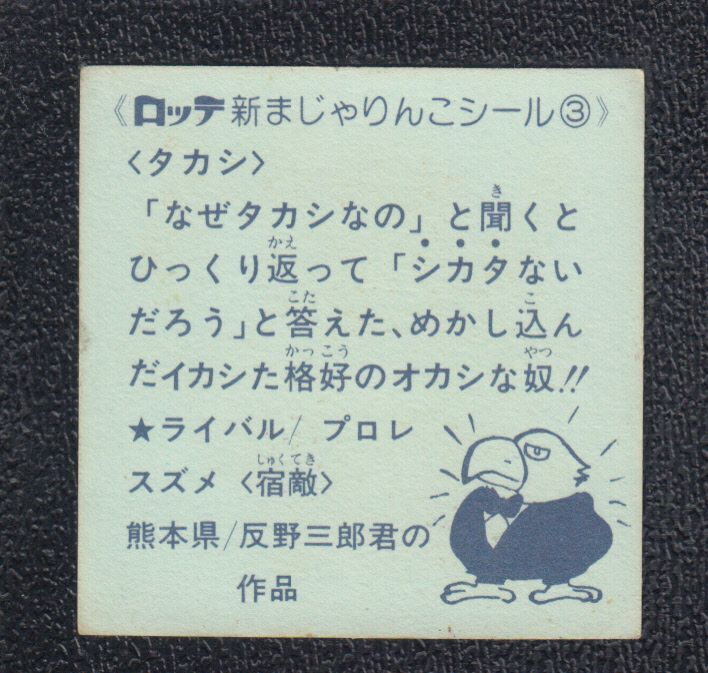 《ロッテ新まじゃりんこシール③》
〈タカシ〉
「なぜタカシなの」と聞くと
ひっくり返って「シカタない
だろう」と答えた、めかし込ん
だイカシた格好のオカシな奴!!
★ライバル/プロレ
スズメ〈宿敵〉
熊本県/反野三郎君の
作品